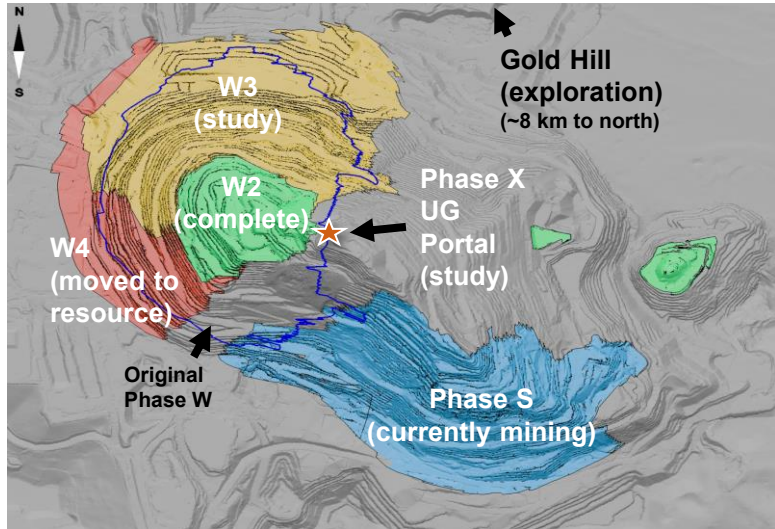 N
S
Gold Hill
(exploration)
(~8 km to north)
W3
(study)
W2
(complete)
Phase X
UG
Portal
(study)
W4
(moved to
resource)
Original
Phase W
Phase S
(currently mining)